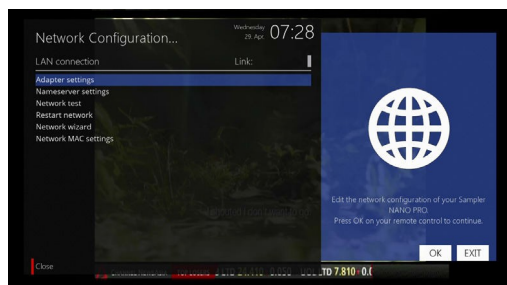 Network Configuration...
Wednesday
29. Apr
07:28
LAN connection
Link:
Adapter settings
Nameserver settings
Network test
Restart network
Network wizard
Network MAC settings
Edit the network configuration of your Sampler
NANO PRO.
Press OK on your remote control to continue.
OK
EXIT
Close
LTD 7.810